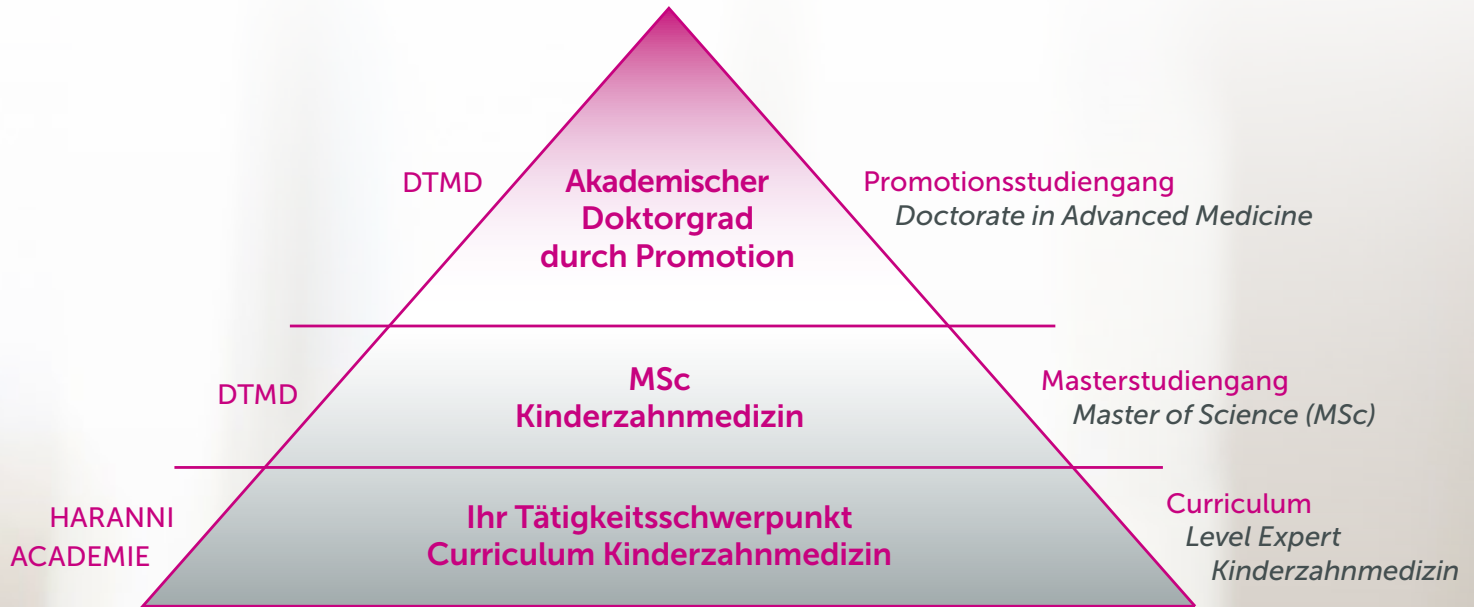 DTMD
Akademischer
Doktorgrad
durch Promotion
Promotionsstudiengang
Doctorate in Advanced Medicine
DTMD
MSc
Kinderzahnmedizin
Masterstudiengang
Master of Science (MSc)
HARANNI
ACADEMIE
Ihr Tätigkeitsschwerpunkt
Curriculum Kinderzahnmedizin
Curriculum
Level Expert
Kinderzahnmedizin